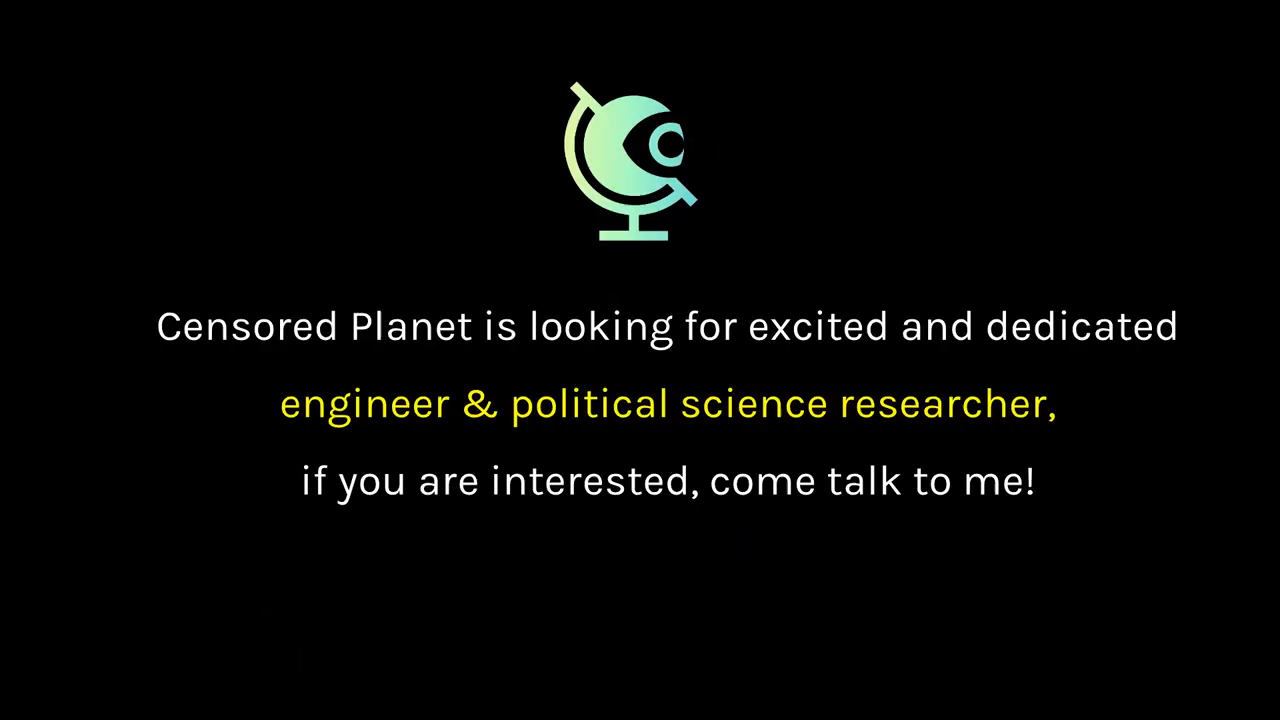 Censored Planet is looking for excited and dedicated
engineer & political science researcher,
if you are interested, come talk to me!